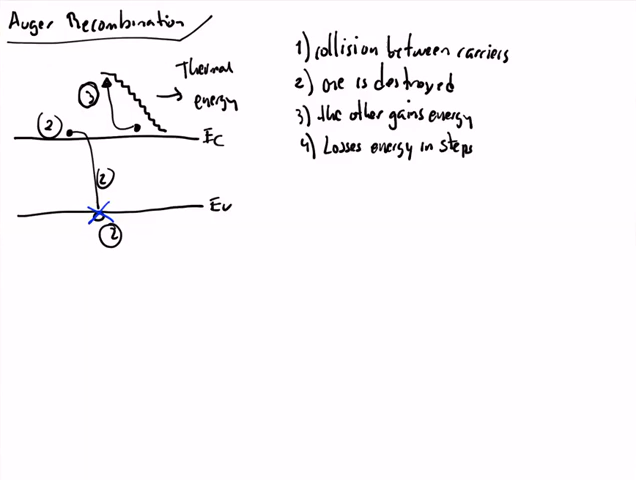 Auger Recombination
1) collision between carriers
2) one is destroyed
3) the other gains energy
4) Losses energy in steps
Thermal
energy
(3)
(2)
Ec
(2)
Ev
(2)